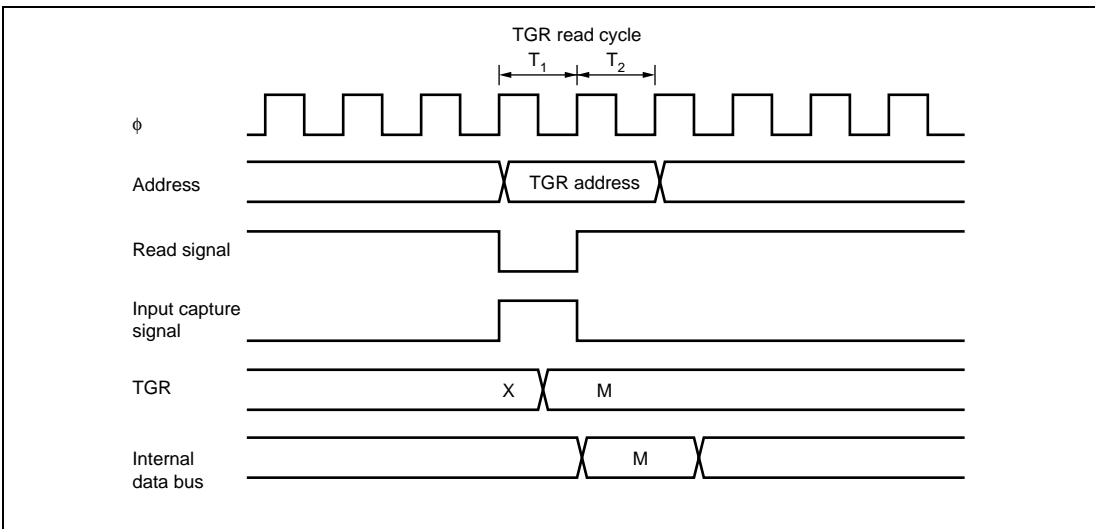 TGR read cycle
T1 T2
ϕ
Address
TGR address
Read signal
Input capture
signal
TGR
X M
Internal
data bus
M